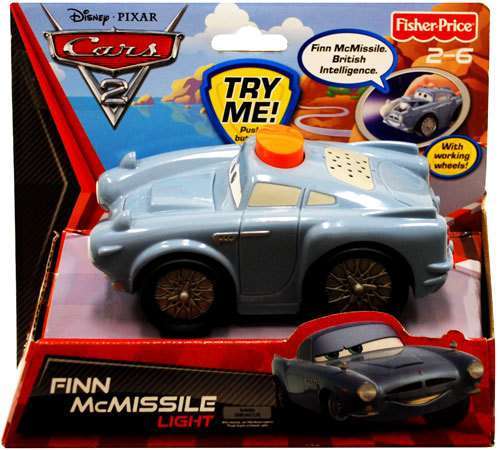 Disney · PIXAR
Cars
2
TRY
ME!
Finn McMissile.
British
Intelligence.
Fisher-Price
2-6
With
working
wheels!
FINN
McMISSILE
LIGHT